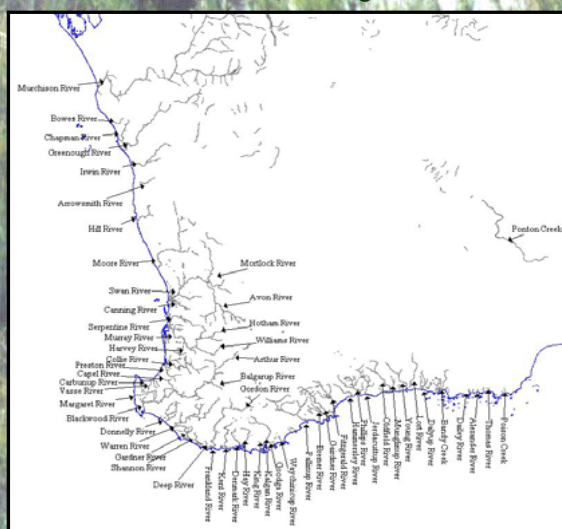 Murchison River
Bowes River
Chapman River
Greenough River
Irwin River
Arrowsmith River
Hill River
Ponton Creek
Moore River
Mortlock River
Swan River
Avon River
Canning River
Serpentine River
Hotham River
Murray River
Williams River
Harvey River
Collie River
Arthur River
Preston River
Capel River
Carbunup River
Balgarup River
Vasse River
Gordon River
Margaret River
Blackwood River
Donnelly River
Warren River
Gardner River
Shannon River
Deep River
Frankland River
Kent River
Denmark River
Hay River
King River
Kalgan River
Goodga River
Waychinicup River
Pallinup River
Bremer River
Gairdner River
Fitzgerald River
Hammersley River
Phillips River
Jerdacuttup River
Oldfield River
Munglinup River
Young River
Lort River
Dalyup River
Bandy Creek
Dailey River
Alexander River
Thomas River
Poison Creek